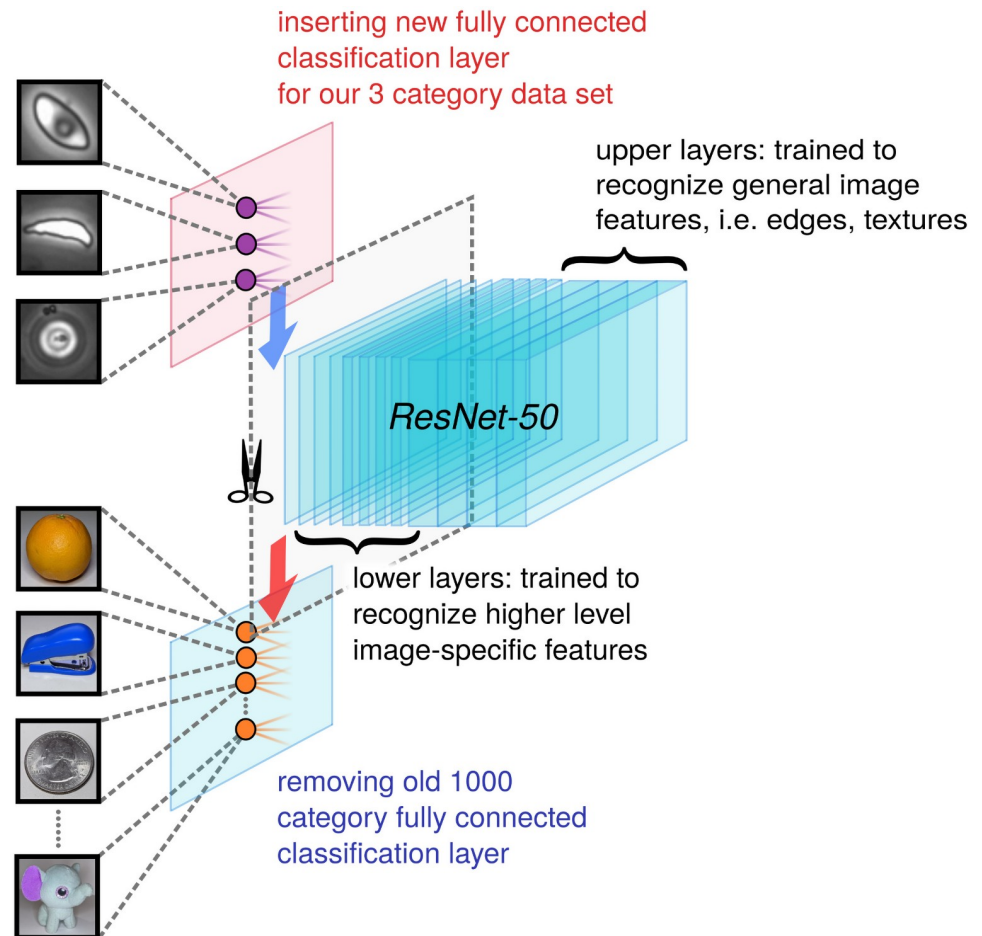 inserting new fully connected
classification layer
for our 3 category data set
upper layers: trained to
recognize general image
features, i.e. edges, textures
ResNet-50
lower layers: trained to
recognize higher level
image-specific features
removing old 1000
category fully connected
classification layer